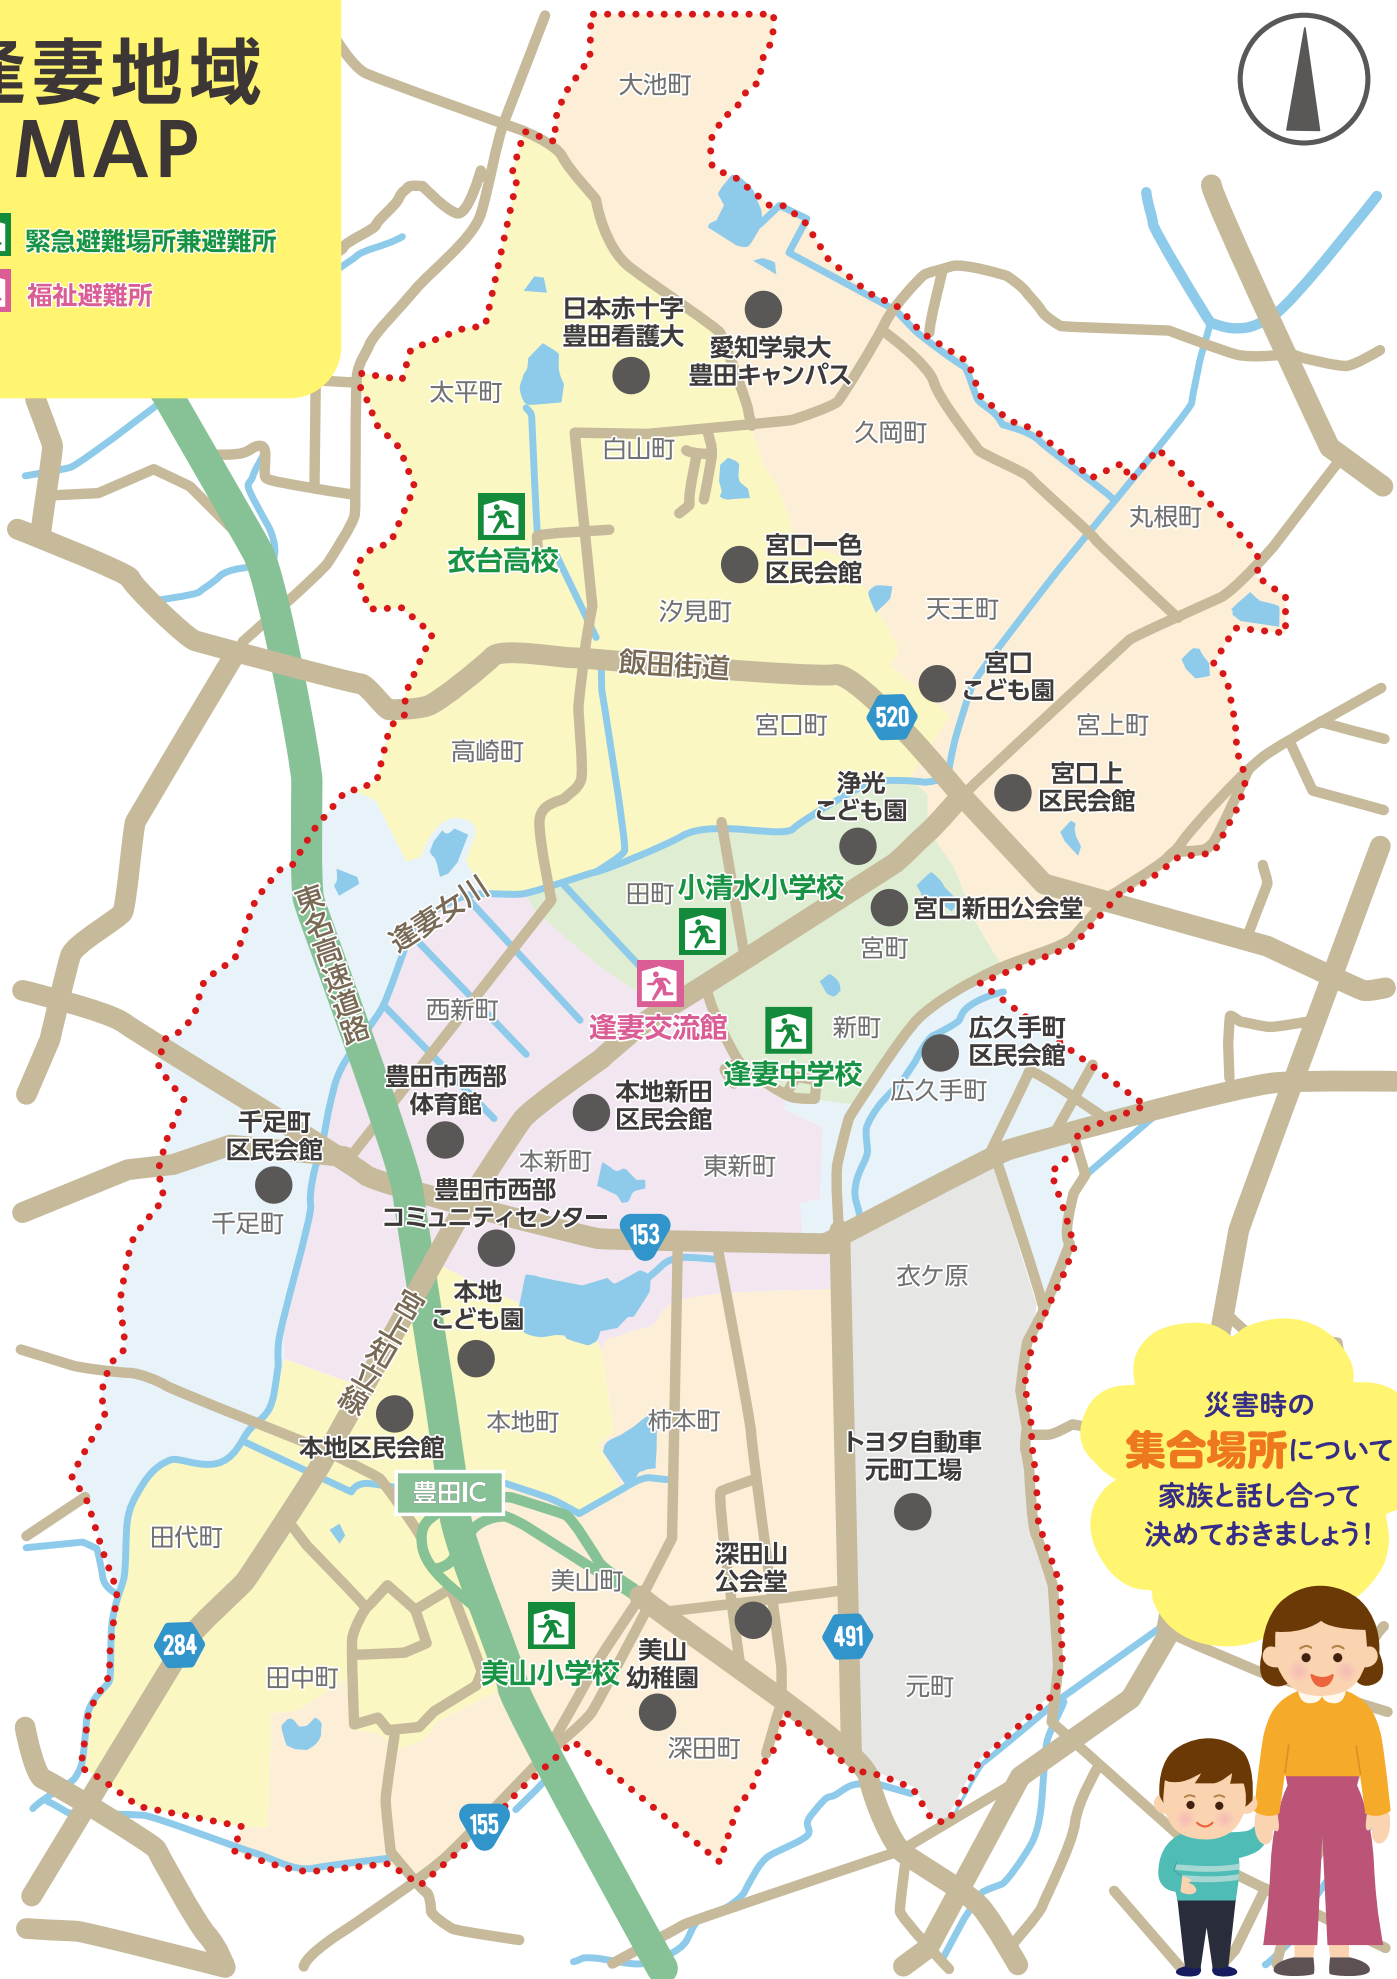 逢妻地域
MAP
緊急避難場所兼避難所
福祉避難所
大池町
日本赤十字
豊田看護大
愛知学泉大
豊田キャンパス
太平町
白山町
久岡町
丸根町
衣台高校
宮口一色
区民会館
汐見町
天王町
飯田街道
宮口
こども園
宮口町
520
宮上町
高崎町
浄光
こども園
宮口上
区民会館
東名高速道路
逢妻女川
田町
小清水小学校
宮口新田公会堂
宮町
西新町
逢妻交流館
新町
広久手町
区民会館
逢妻中学校
広久手町
豊田市西部
体育館
本地新田
区民会館
千足町
区民会館
本新町
東新町
千足町
豊田市西部
コミュニティセンター
153
衣ケ原
本地
こども園
宮上知立線
本地町
柿本町
本地区民会館
トヨタ自動車
元町工場
豊田IC
田代町
深田山
公会堂
美山町
284
491
美山小学校
美山
幼稚園
田中町
元町
深田町
155
災害時の
集合場所について
家族と話し合って
決めておきましょう!